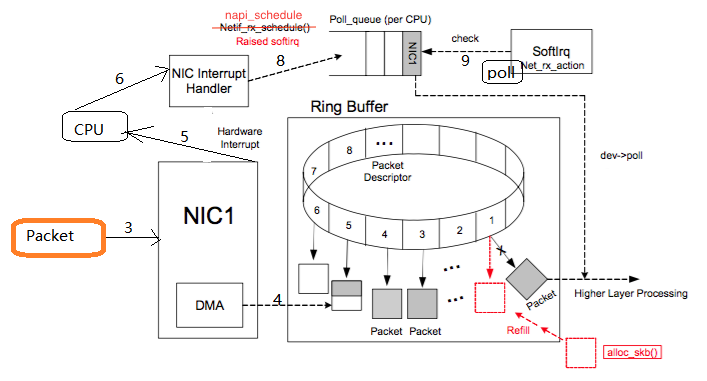 napi_schedule
Netif_rx_schedule()
Raised softirq
Poll_queue (per CPU)
NIC1
check
9
poll
SoftIrq
Net_rx_action
6
NIC Interrupt
Handler
8
CPU
5
Hardware
Interrupt
Ring Buffer
dev->poll
Packet
3
NIC1
DMA
4
7
8
...
Packet
Descriptor
6
5
4
3
2
1
x
...
...
Packet
Packet
Packet
Higher Layer Processing
Refill
alloc_skb()